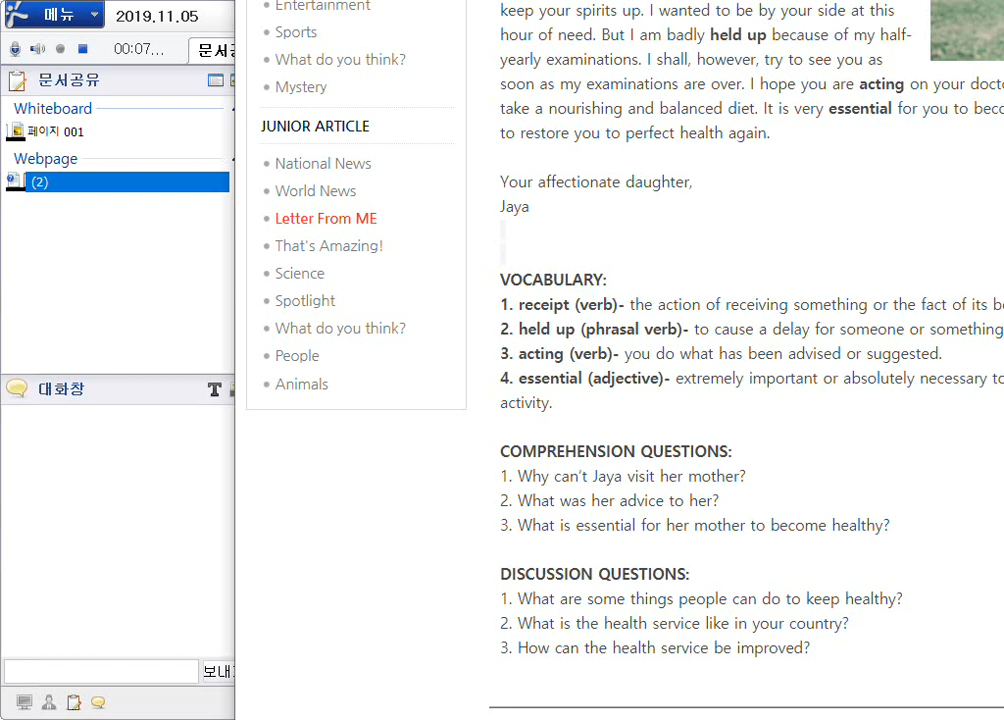 메뉴
2019.11.05
00:07...
문서공
문서공유
Whiteboard
페이지 001
Webpage
(2)
대화창
T
보내
Entertainment
Sports
What do you think?
Mystery
JUNIOR ARTICLE
National News
World News
Letter From ME
That's Amazing!
Science
Spotlight
What do you think?
People
Animals
keep your spirits up. I wanted to be by your side at this
hour of need. But I am badly held up because of my half-
yearly examinations. I shall, however, try to see you as
soon as my examinations are over. I hope you are acting on your docto
take a nourishing and balanced diet. It is very essential for you to beco
to restore you to perfect health again.
Your affectionate daughter,
Jaya
VOCABULARY:
1. receipt (verb)- the action of receiving something or the fact of its b
2. held up (phrasal verb)- to cause a delay for someone or something
3. acting (verb)- you do what has been advised or suggested.
4. essential (adjective)- extremely important or absolutely necessary to
activity.
COMPREHENSION QUESTIONS:
1. Why can't Jaya visit her mother?
2. What was her advice to her?
3. What is essential for her mother to become healthy?
DISCUSSION QUESTIONS:
1. What are some things people can do to keep healthy?
2. What is the health service like in your country?
3. How can the health service be improved?